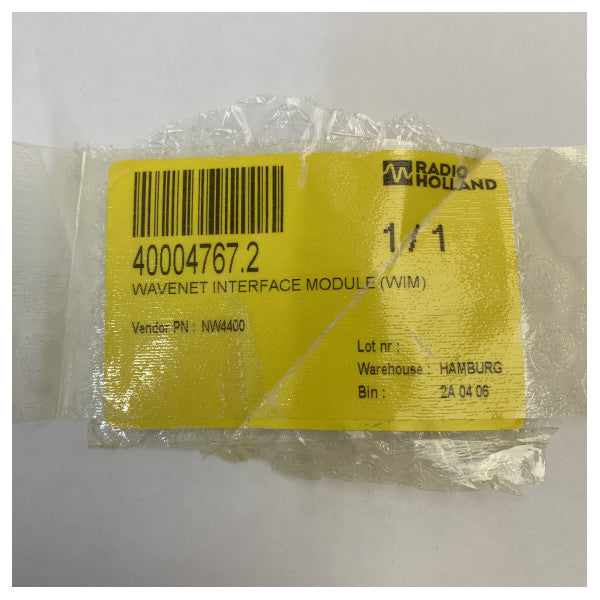 RADIO
HOLLAND
40004767.2
1 / 1
WAVENET INTERFACE MODULE (WIM)
Vendor PN : NW4400
Lot nr :
Warehouse : HAMBURG
Bin : 2A 04 06